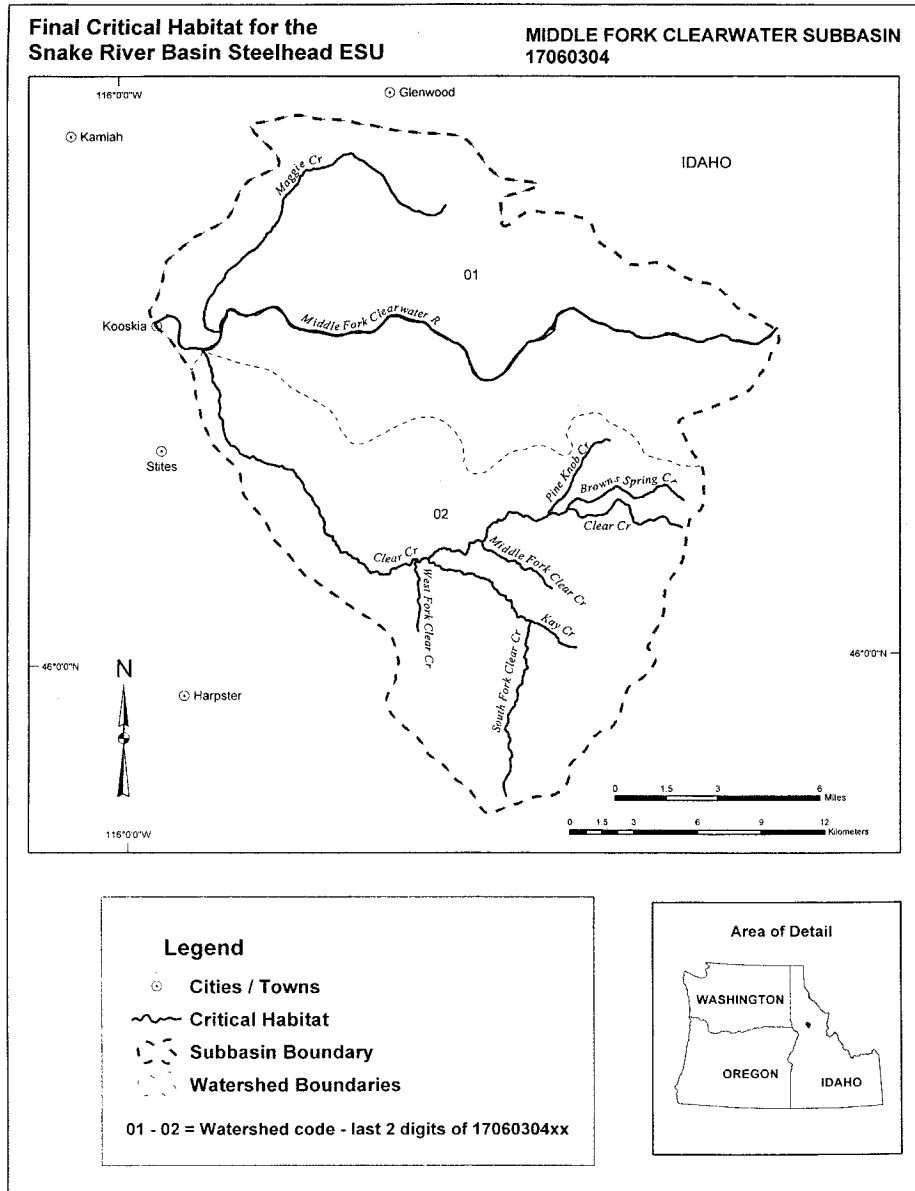 Final Critical Habitat for the
Snake River Basin Steelhead ESU
MIDDLE FORK CLEARWATER SUBBASIN
17060304
116°0'0"W
Glenwood
Kamiah
IDAHO
Maggie Cr
01
Kooskia
Middle Fork Clearwater R
Stites
Pine Knob Cr
Browns Spring Cr
02
Clear Cr
Clear Cr
Middle Fork Clear Cr
West Fork Clear Cr
Kay Cr
South Fork Clear Cr
46°0'0"N
46°0'0"N
N
Harpster
0 1.5 3 6
Miles
0 1.5 3 6 9 12
Kilometers
116°0'0"W
Legend
Cities / Towns
Critical Habitat
Subbasin Boundary
Watershed Boundaries
01 - 02 = Watershed code - last 2 digits of 17060304xx
Area of Detail
WASHINGTON
OREGON
IDAHO